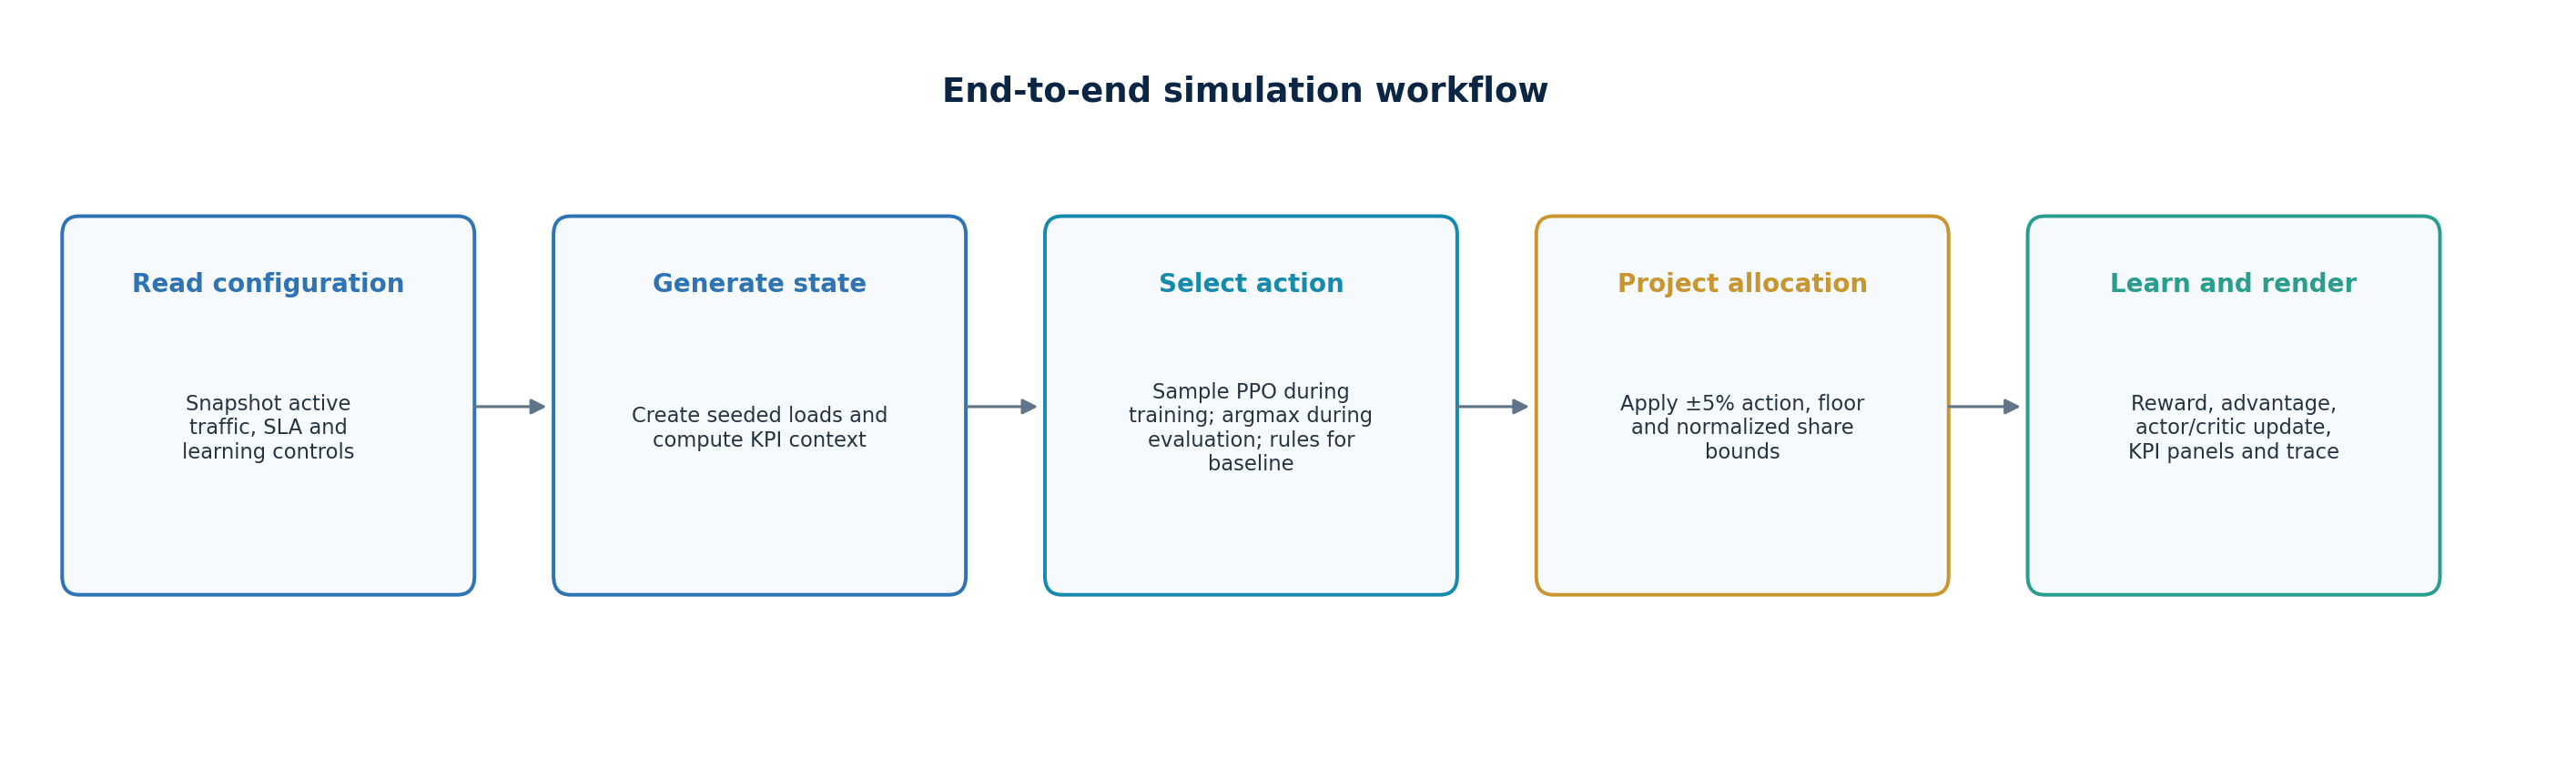 End-to-end simulation workflow
Read configuration
Snapshot active
traffic, SLA and
learning controls
Generate state
Create seeded loads and
compute KPI context
Select action
Sample PPO during
training; argmax during
evaluation; rules for
baseline
Project allocation
Apply ±5% action, floor
and normalized share
bounds
Learn and render
Reward, advantage,
actor/critic update,
KPI panels and trace